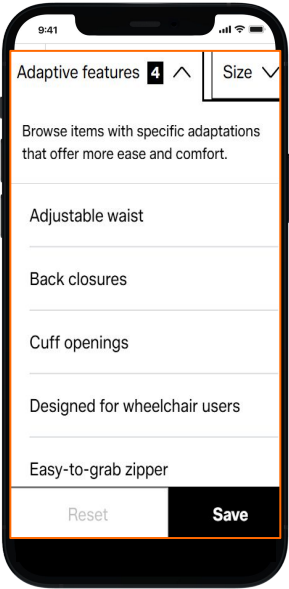 9:41
Adaptive features 4 Size
Browse items with specific adaptations
that offer more ease and comfort.
Adjustable waist
Back closures
Cuff openings
Designed for wheelchair users
Easy-to-grab zipper
Reset Save